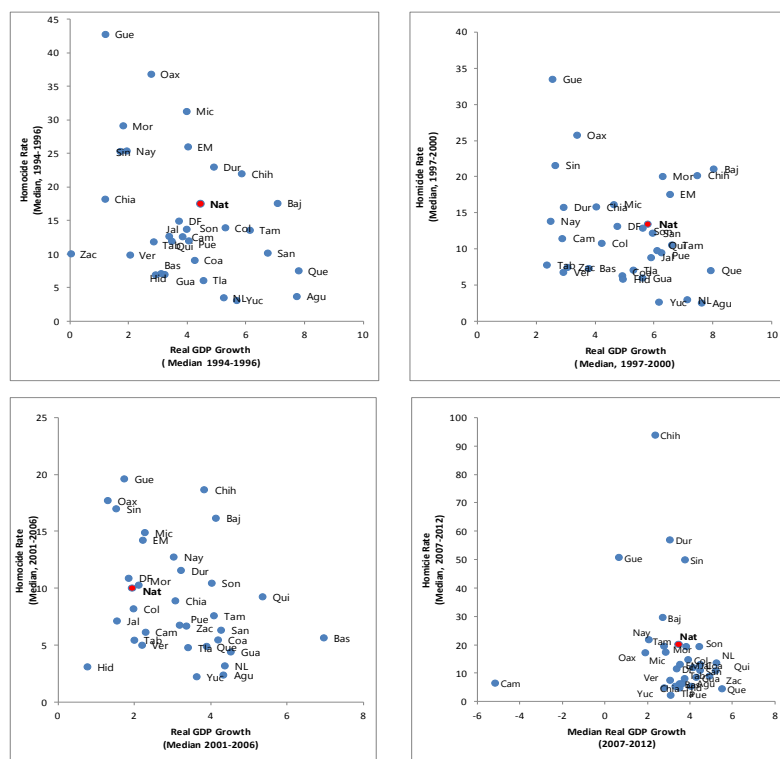 Homocide Rate
(Median, 1994-1996)
45
40
35
30
25
20
15
10
5
0
Gue
Oax
Mic
Mor
EM
Sin Nay
Dur
Chih
Chia
Nat
Baj
DF
Son Col Tam
Jal Cam
Tab Qui Pue
Zac Ver
Coa San
Bas
Hid Gua Tla
Que
NL Yuc Agu
0 2 4 6 8 10
Real GDP Growth
( Median 1994-1996)
Homicide Rate
(Median, 1997-2000)
40
35
30
25
20
15
10
5
0
Gue
Oax
Sin
Baj
Mor Chih
EM
Dur Chia Mic
Nay DF Nat
Son San
Cam Col
Qui Tam
Jal Pue
Tab Zac Bas
Ver Tla Que
Coa
Hid Gua
Yuc NL Agu
0 2 4 6 8 10
Real GDP Growth
( Median, 1997-2000)
Homocide Rate
(Median, 2001-2006)
25
20
15
10
5
0
Gue
Chih
Oax
Sin
Baj
Mic
EM
Nay
Dur
DF Mor Son
Nat
Qui
Chia
Col
Tam
Jal Pue
Cam Zac San
Tab Coa Bas
Ver Tla Que Gua
Hid NL
Yuc Agu
0 2 4 6 8
Real GDP Growth
(Median 2001-2006)
Homicie Rate
(Median, 2007-2012)
100
90
80
70
60
50
40
30
20
10
0
Chih
Dur
Gue Sin
Baj
Nay Nat
Tam Son
Oax Mor NL
Mic Col
Coa Qui
DF San
Ver Zac
Cam
Agu
Chia Que
Yuc Tla Pue
-6 -4 -2 0 2 4 6 8
Median Real GDP Growth
(2007-2012)